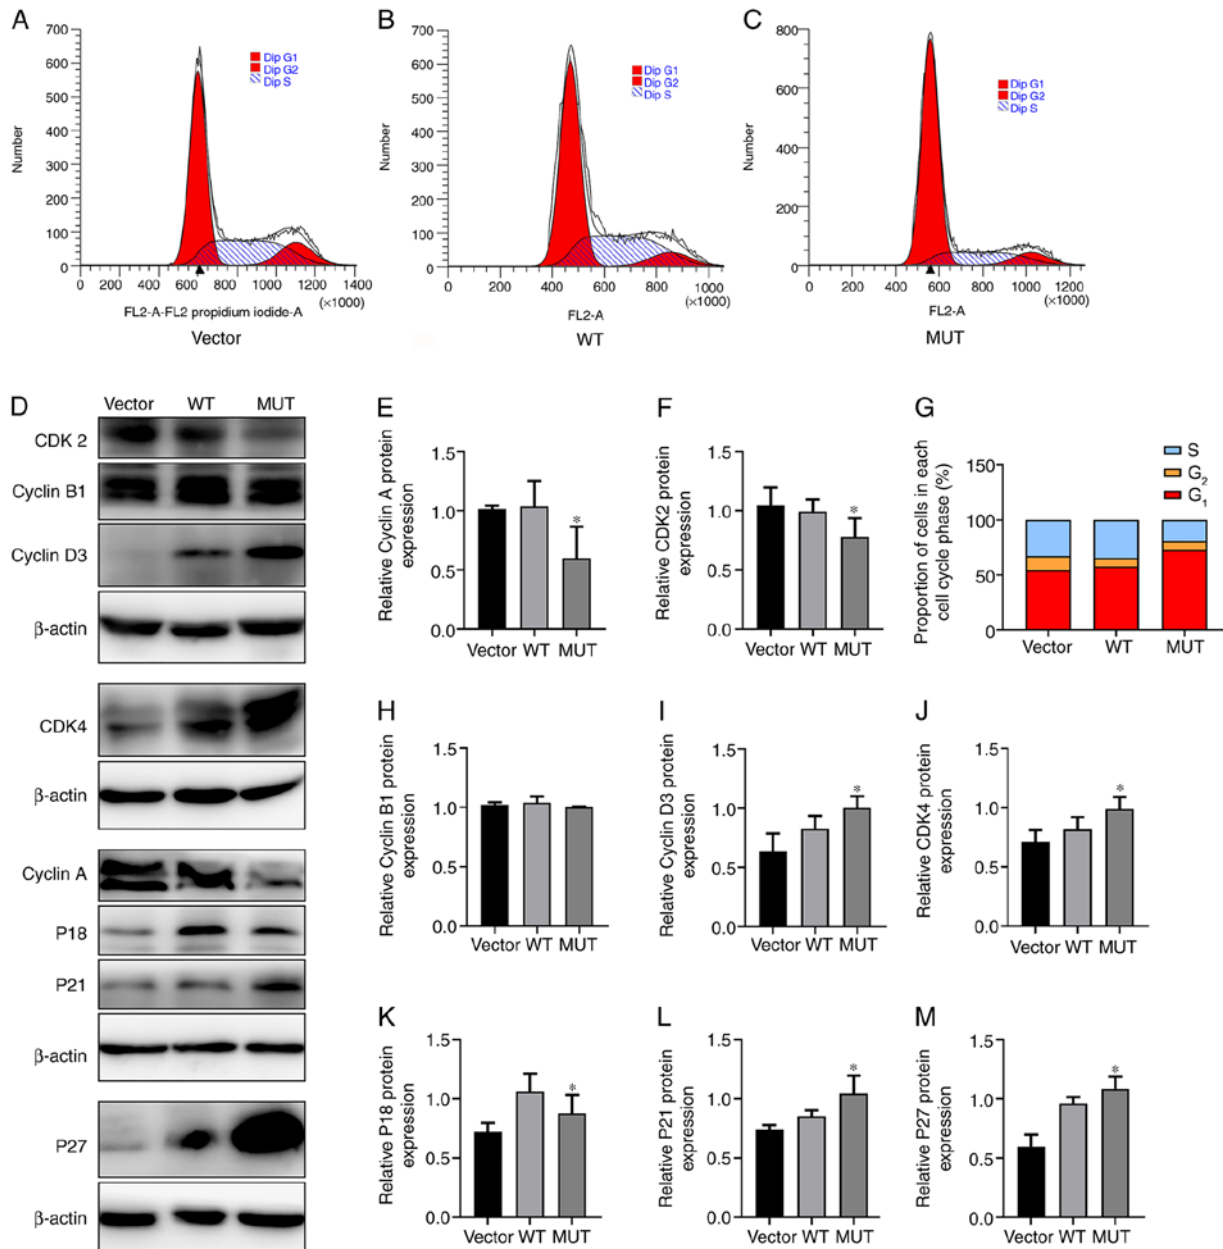 A
700
600
500
400
300
200
100
0
Number
Dip G1
Dip G2
Dip S
0 200 400 600 800 1000 1200 1400
(×1000)
FL2-A-FL2 propidium iodide-A
Vector
B
700
600
500
400
300
200
100
0
Number
Dip G1
Dip G2
Dip S
0 200 400 600 800 1000
(×1000)
FL2-A
WT
C
800
600
400
200
0
Number
Dip G1
Dip G2
Dip S
0 200 400 600 800 1000 1200
(×1000)
FL2-A
MUT
D
Vector WT MUT
CDK 2
Cyclin B1
Cyclin D3
β-actin
CDK4
β-actin
Cyclin A
P18
P21
β-actin
P27
β-actin
E
Relative Cyclin A protein
expression
1.5
1.0
0.5
0.0
*
Vector WT MUT
F
Relative CDK2 protein
expression
1.5
1.0
0.5
0.0
*
Vector WT MUT
G
Proportion of cells in each
cell cycle phase (%)
150
100
50
0
S
G2
G1
Vector WT MUT
H
Relative Cyclin B1 protein
expression
1.5
1.0
0.5
0.0
Vector WT MUT
I
Relative Cyclin D3 protein
expression
1.5
1.0
0.5
0.0
*
Vector WT MUT
J
Relative CDK4 protein
expression
1.5
1.0
0.5
0.0
*
Vector WT MUT
K
Relative P18 protein
expression
1.5
1.0
0.5
0.0
*
Vector WT MUT
L
Relative P21 protein
expression
1.5
1.0
0.5
0.0
*
Vector WT MUT
M
Relative P27 protein
expression
1.5
1.0
0.5
0.0
*
Vector WT MUT